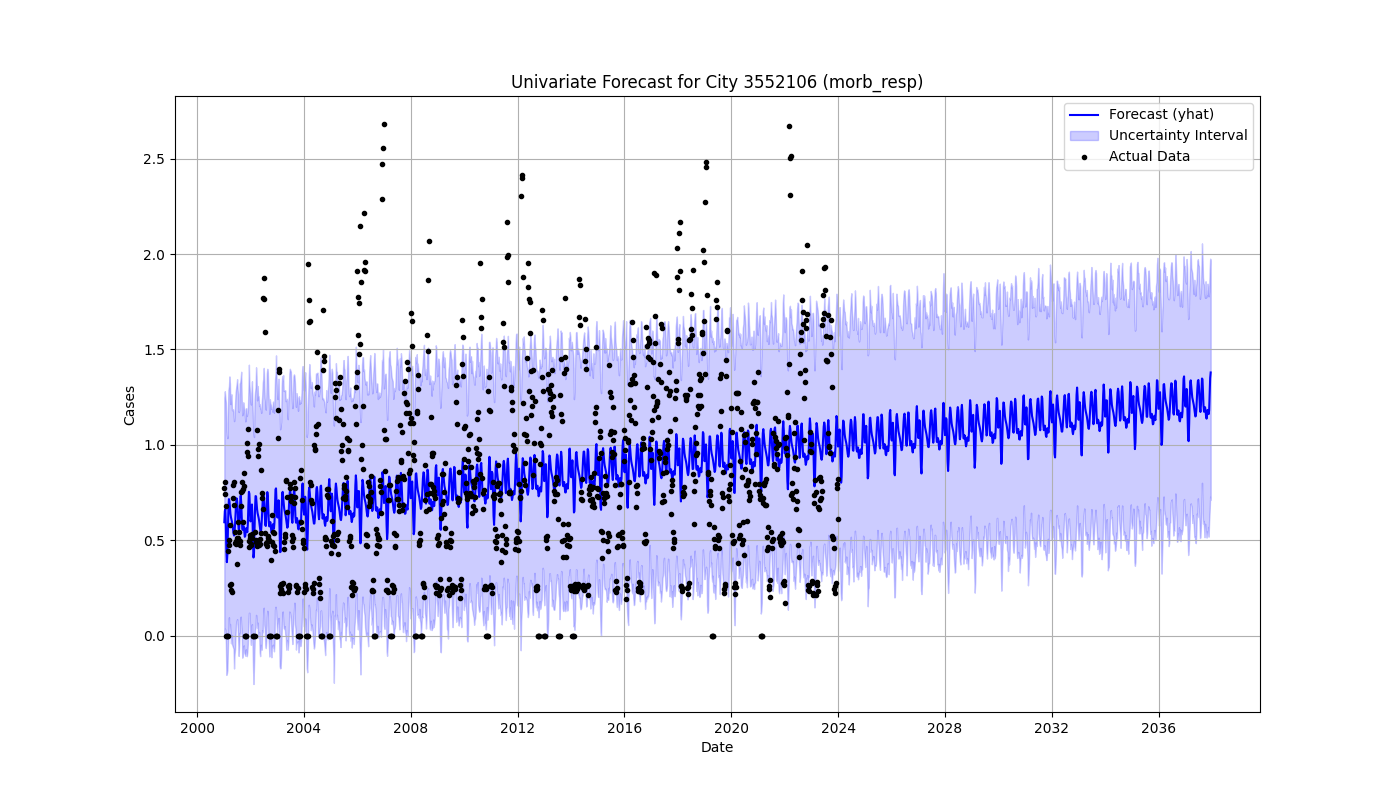 Univariate Forecast for City 3552106 (morb_resp)
Forecast (yhat)
Uncertainty Interval
Actual Data
2.5
2.0
1.5
1.0
0.5
0.0
Cases
2000 2004 2008 2012 2016 2020 2024 2028 2032 2036
Date